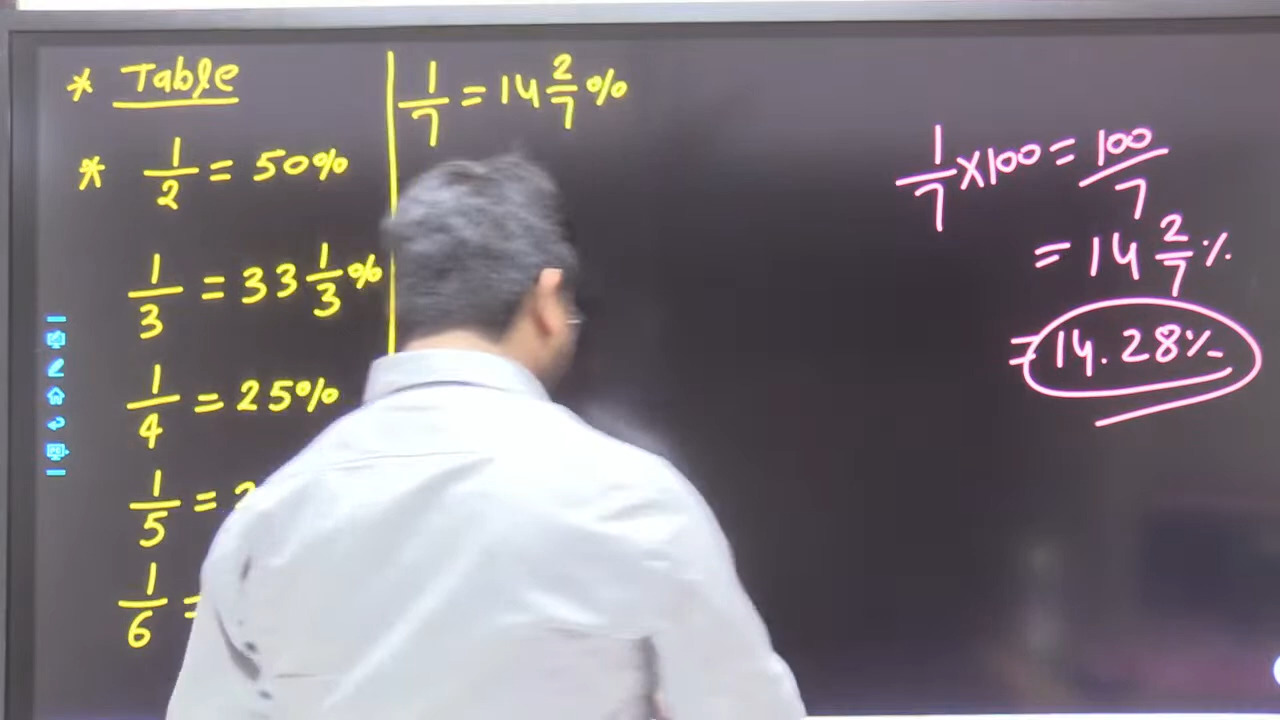 * Table
* 1/2 = 50%
1/3 = 33 1/3%
1/4 = 25%
1/5 =
1/6 =
1/7 = 14 2/7%
1/7 × 100 = 100/7
= 14 2/7%
= 14.28%